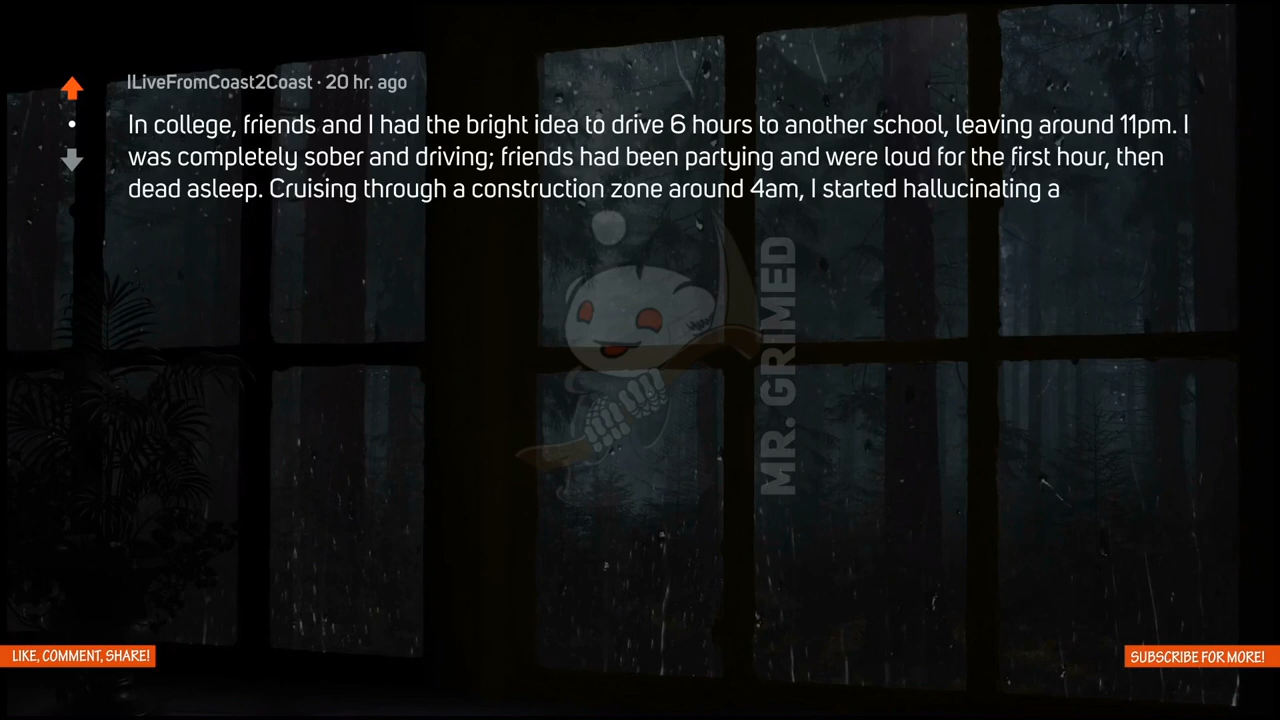 ILiveFromCoast2Coast · 20 hr. ago
In college, friends and I had the bright idea to drive 6 hours to another school, leaving around 11pm. I
was completely sober and driving; friends had been partying and were loud for the first hour, then
dead asleep. Cruising through a construction zone around 4am, I started hallucinating a
MR. GRIMED
LIKE, COMMENT, SHARE!
SUBSCRIBE FOR MORE!